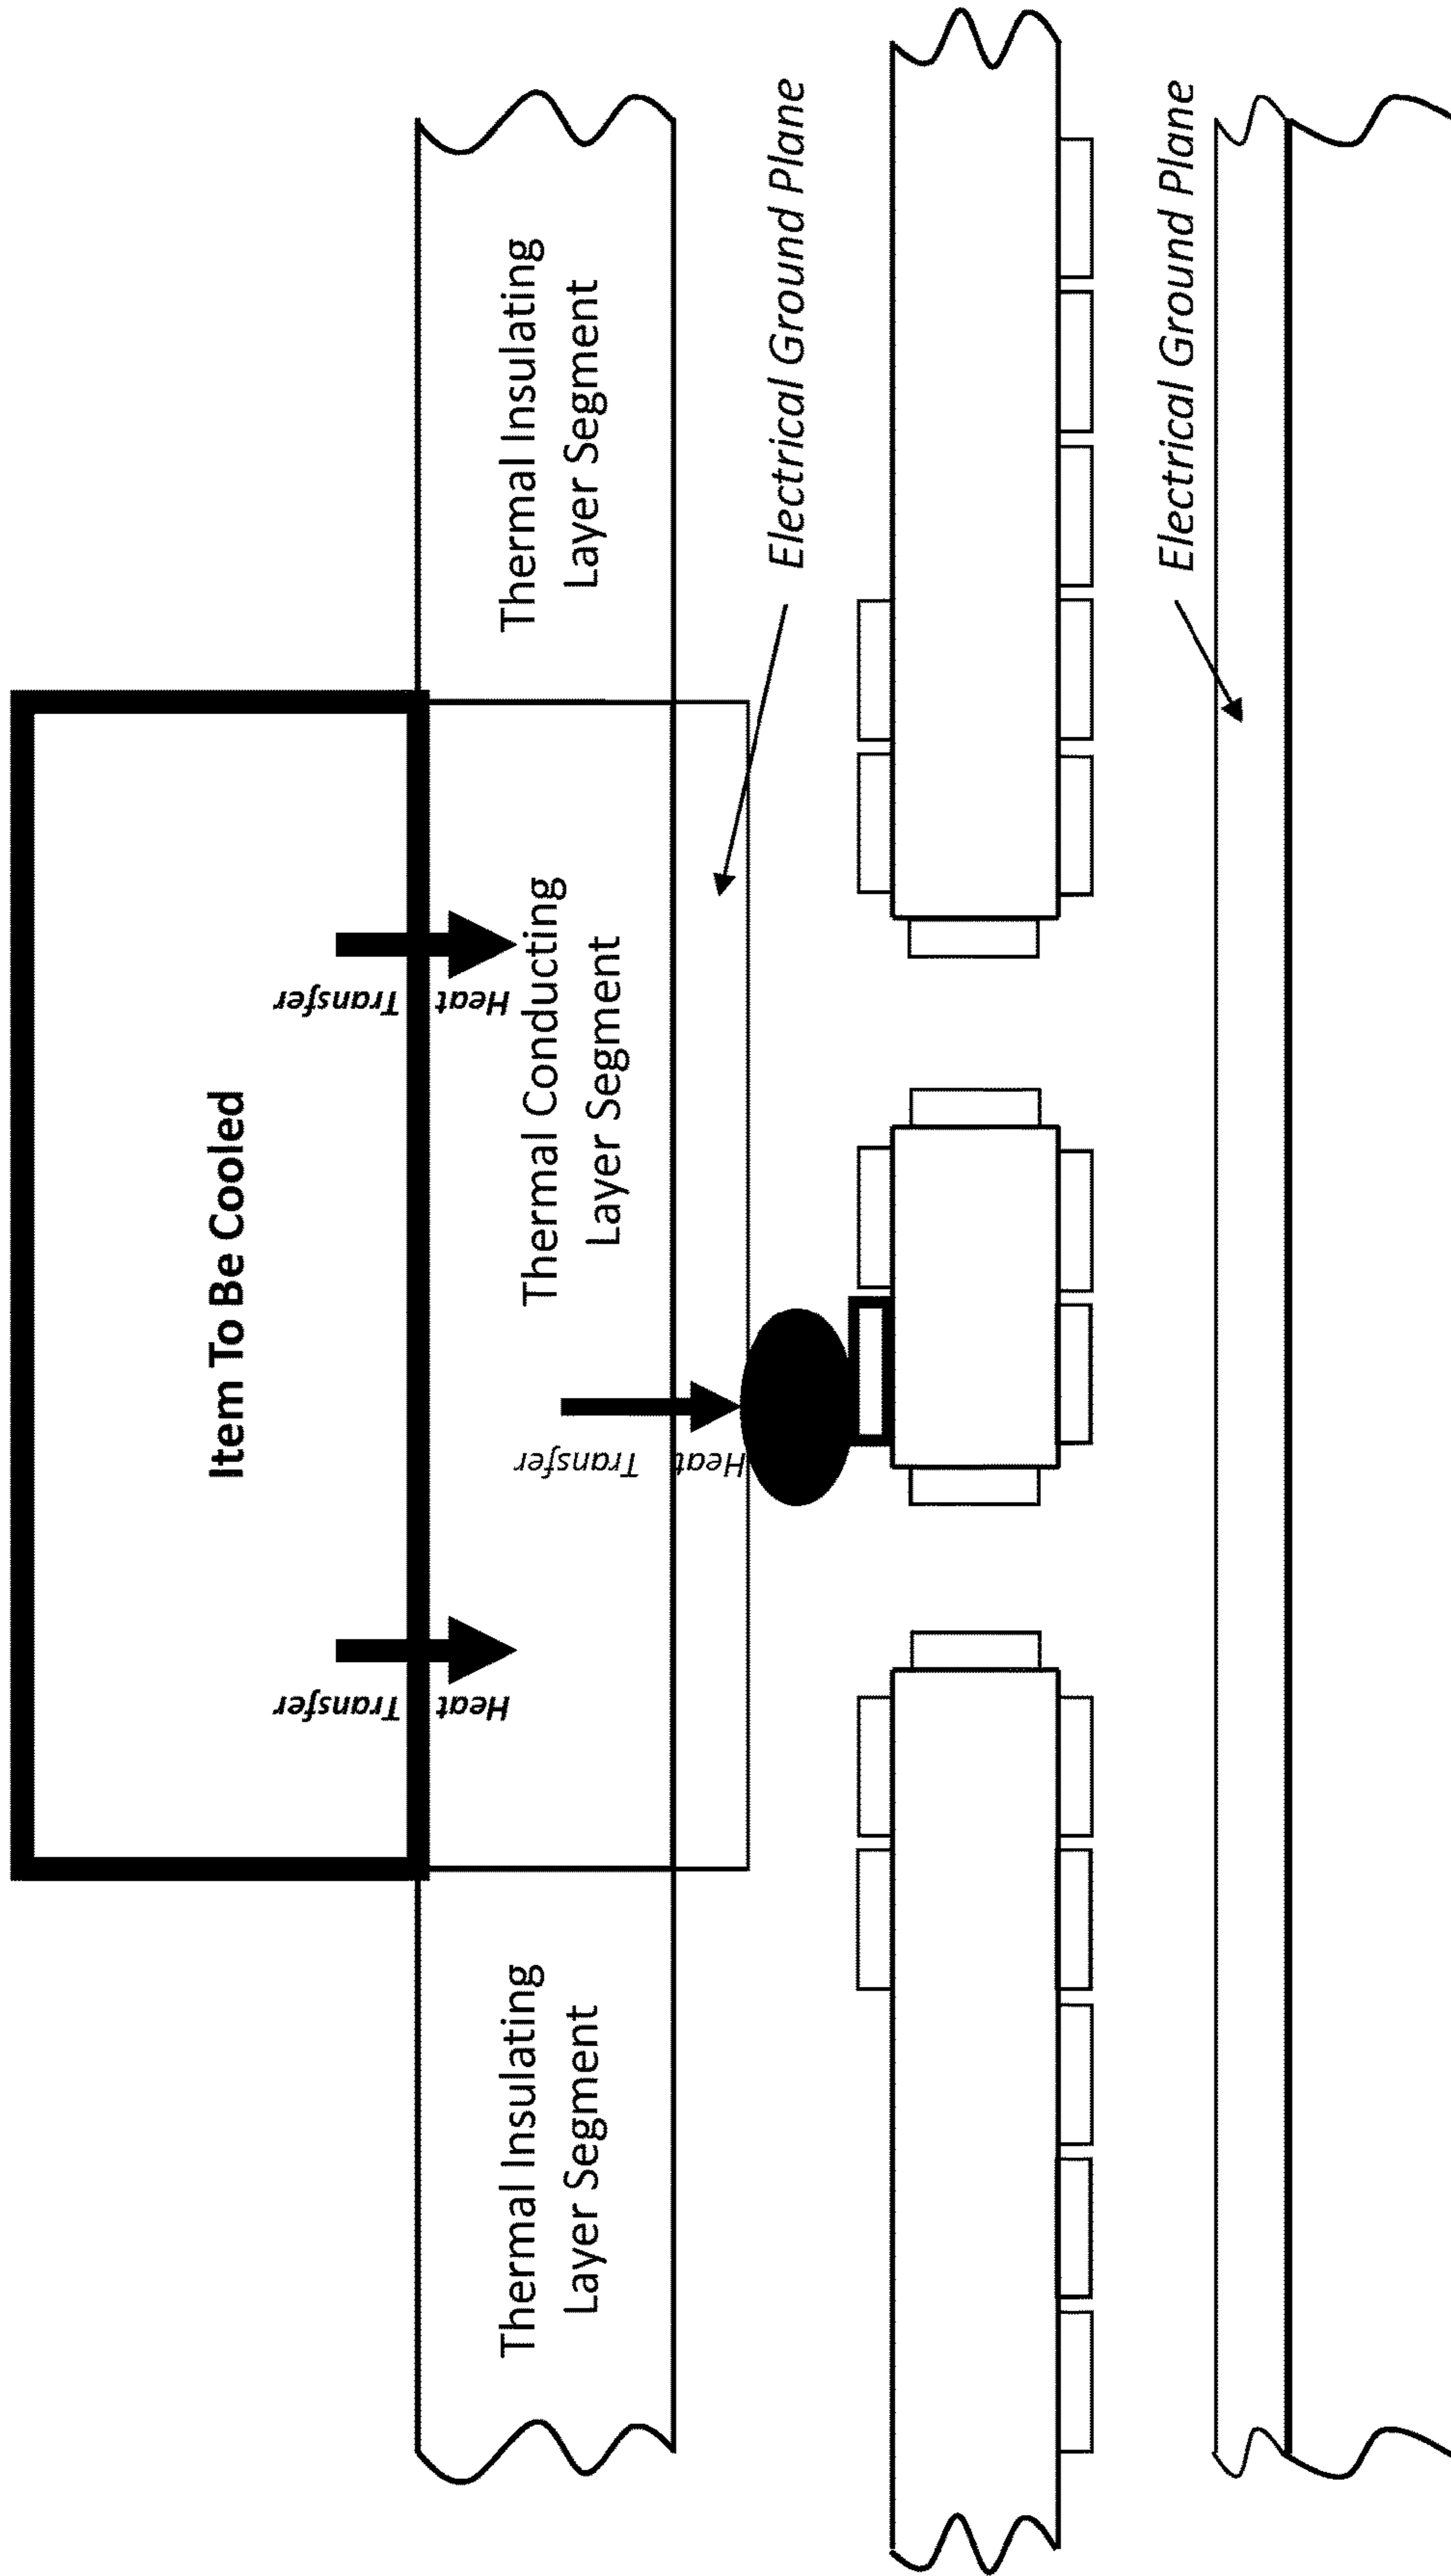 Item To Be Cooled
Heat Transfer
Heat Transfer
Thermal Insulating
Layer Segment
Thermal Conducting
Layer Segment
Thermal Insulating
Layer Segment
Heat Transfer
Electrical Ground Plane
Electrical Ground Plane